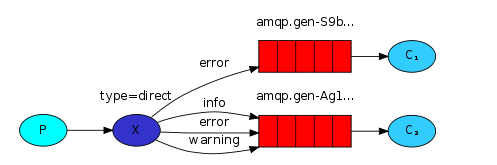 amqp.gen-S9b...
error
C₁
type=direct
amqp.gen-Ag1...
info
error
warning
P
X
C₂